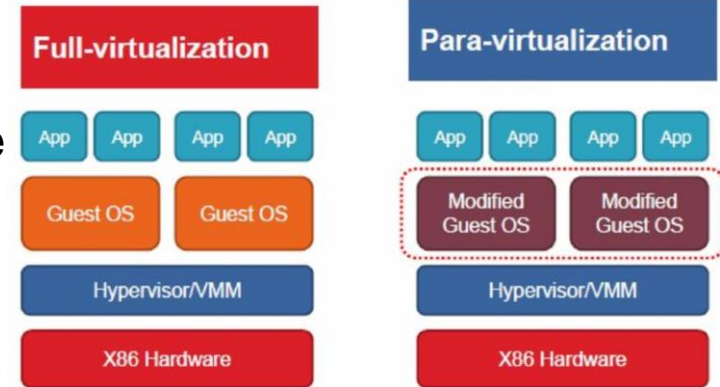 Full-virtualization
e
App App App App
Guest OS Guest OS
Hypervisor/VMM
X86 Hardware
Para-virtualization
App App App App
Modified Guest OS Modified Guest OS
Hypervisor/VMM
X86 Hardware